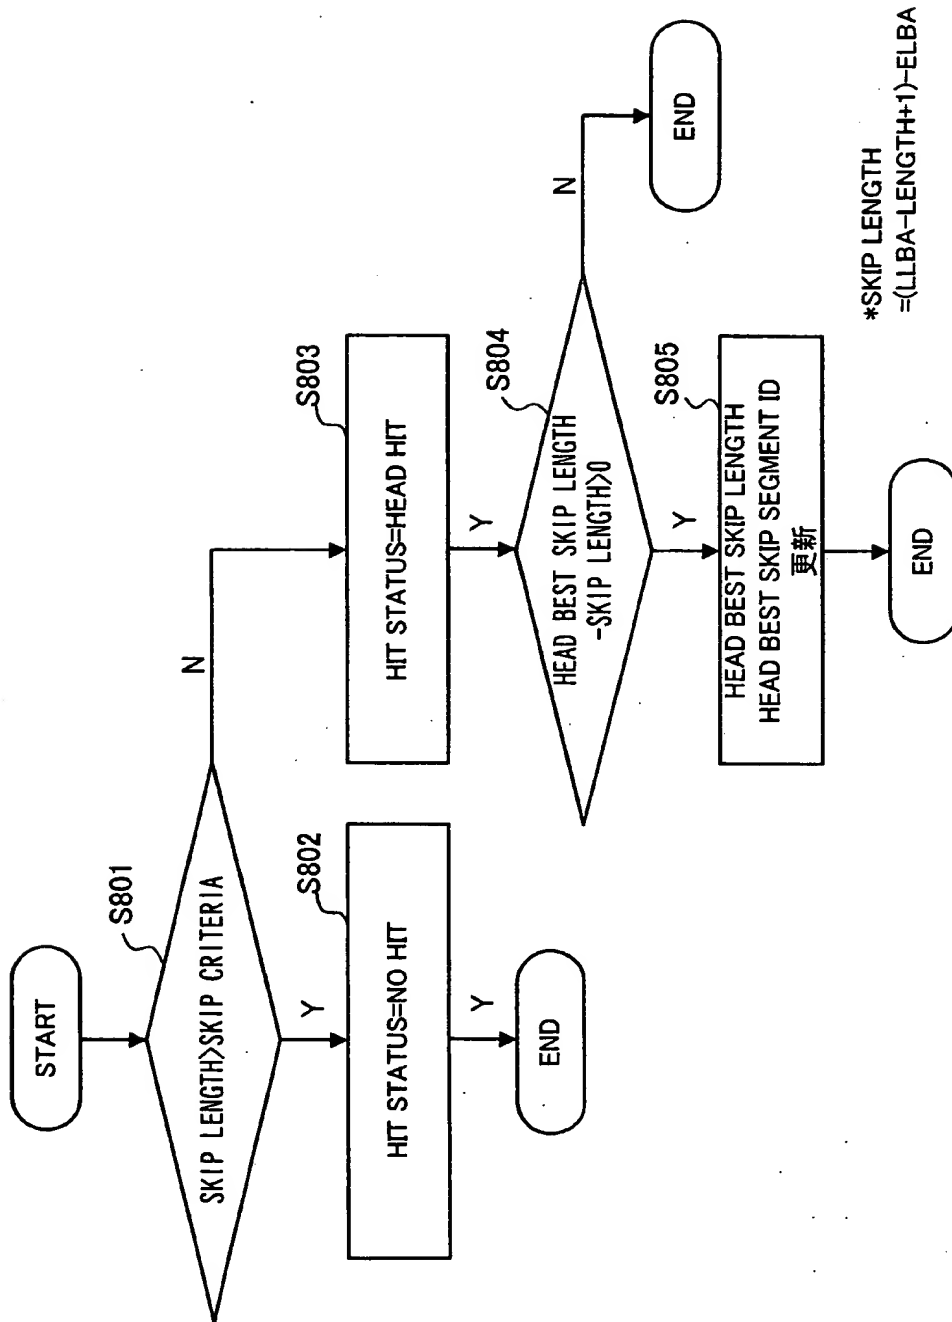 START
S801
SKIP LENGTH>SKIP CRITERIA
Y
N
S802
HIT STATUS=NO HIT
Y
END
S803
HIT STATUS=HEAD HIT
Y
S804
HEAD BEST SKIP LENGTH
-SKIP LENGTH>0
N
END
Y
S805
HEAD BEST SKIP LENGTH
HEAD BEST SKIP SEGMENT ID
更新
END
*SKIP LENGTH
=(LLBA-LENGTH+1)-ELBA